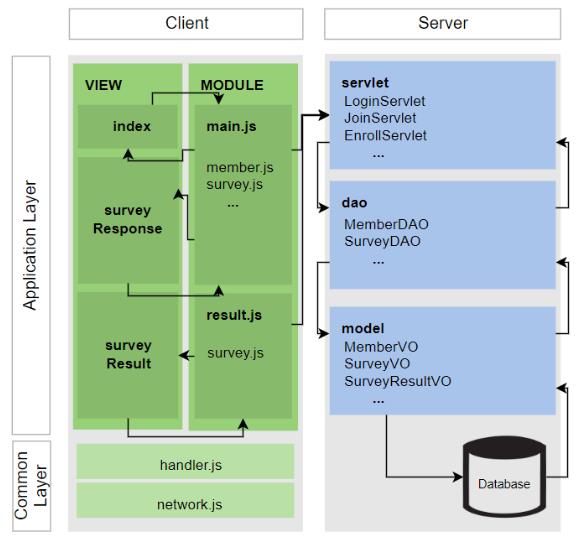 Client
Server
Application Layer
Common
Layer
VIEW
MODULE
index
survey
Response
survey
Result
main.js
member.js
survey.js
...
result.js
survey.js
handler.js
network.js
servlet
LoginServlet
JoinServlet
EnrollServlet
...
dao
MemberDAO
SurveyDAO
...
model
MemberVO
SurveyVO
SurveyResultVO
...
Database